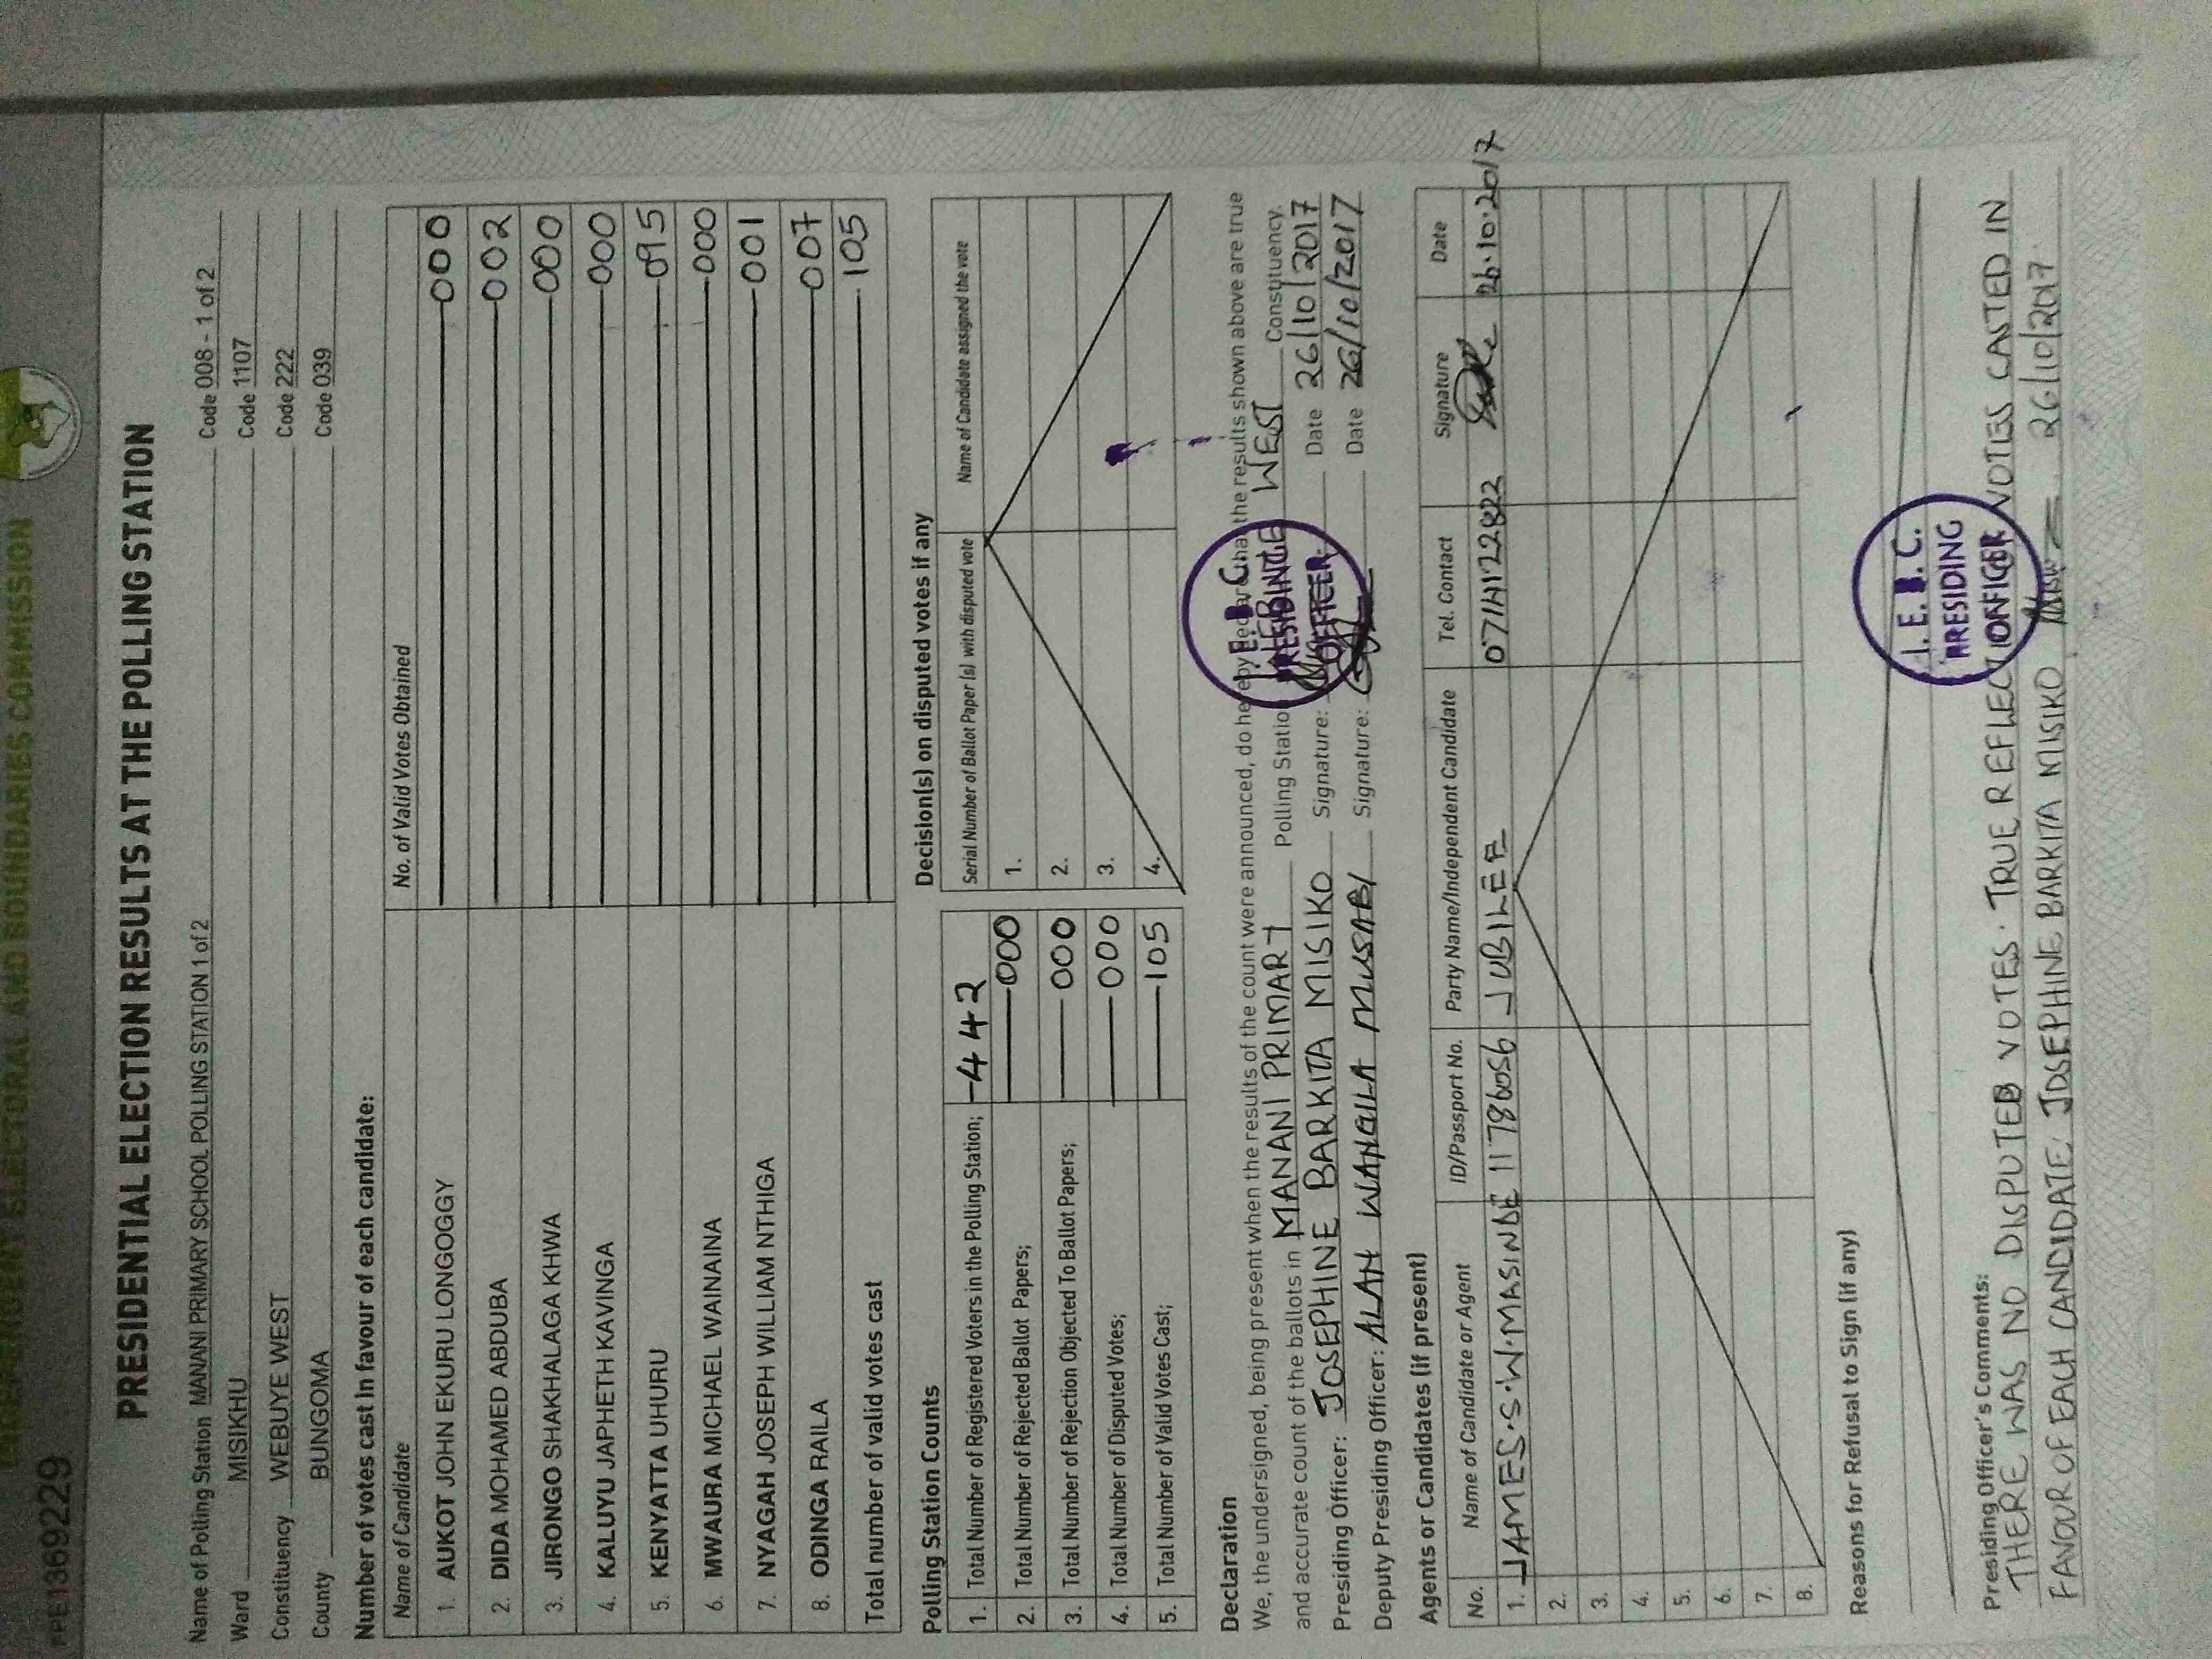 INDEPENDENT ELECTORAL AND BOUNDARIES COMMISSION
PRESIDENTIAL ELECTION RESULTS AT THE POLLING STATION
Name of Polling Station MANANI PRIMARY SCHOOL POLLING STATION 1 of 2 Code 008 - 1 of 2
Ward MISIKHU Code 1107
Constituency WEBUYE WEST Code 222
County BUNGOMA Code 039
Number of votes cast in favour of each candidate:
Name of Candidate No. of Valid Votes Obtained
1. AUKOT JOHN EKURU LONGOGGY 000
2. DIDA MOHAMED ABDUBA 002
3. JIRONGO SHAKHALAGA KHWA 000
4. KALUYU JAPHETH KAVINGA 000
5. KENYATTA UHURU 095
6. MWAURA MICHAEL WAINAINA 000
7. NYAGAH JOSEPH WILLIAM NTHIGA 001
8. ODINGA RAILA 007
Total number of valid votes cast 105
Polling Station Counts
1. Total Number of Registered Voters in the Polling Station; 442
2. Total Number of Rejected Ballot Papers; 000
3. Total Number of Rejection Objected To Ballot Papers; 000
4. Total Number of Disputed Votes; 000
5. Total Number of Valid Votes Cast; 105
Decision(s) on disputed votes if any
Serial Number of Ballot Paper (s) with disputed vote Name of Candidate assigned the vote
1.
2.
3.
4.
Declaration
We, the undersigned, being present when the results of the count were announced, do hereby declare that the results shown above are true
and accurate count of the ballots in MANANI PRIMARY Polling Station WEBUYE WEST Constituency.
Presiding Officer: JOSEPHINE BARKITA MISIKO Signature: Date 26/10/2017
Deputy Presiding Officer: ALAN WANGILA MUSABI Signature: Date 26/10/2017
I. E. B. C.
PRESIDING
OFFICER
Agents or Candidates (if present)
No. Name of Candidate or Agent ID/Passport No. Party Name/Independent Candidate Tel. Contact Signature Date
1. JAMES.S.W.MASINDE 11786056 JUBILEE 0714122822 26.10.2017
2.
3.
4.
5.
6.
7.
8.
Reasons for Refusal to Sign (if any)
I. E. B. C.
PRESIDING
OFFICER
Presiding Officer's Comments:
THERE WAS NO DISPUTED VOTES. TRUE REFLECTION OF VOTES CASTED IN
FAVOUR OF EACH CANDIDATE. JOSEPHINE BARKITA MISIKO 26/10/2017